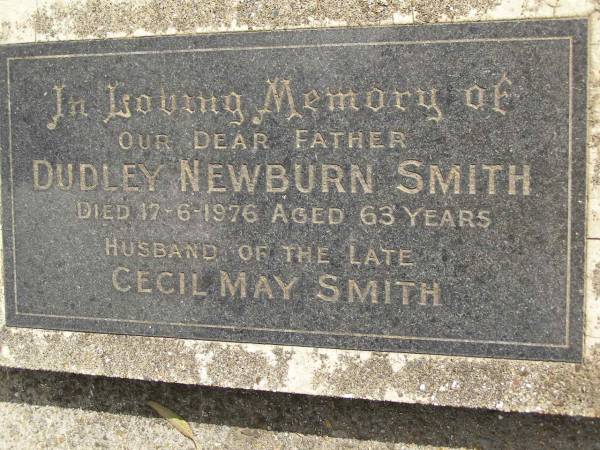 In Loving Memory of
OUR DEAR FATHER
DUDLEY NEWBURN SMITH
DIED 17-6-1976 AGED 63 YEARS
HUSBAND OF THE LATE
CECIL MAY SMITH